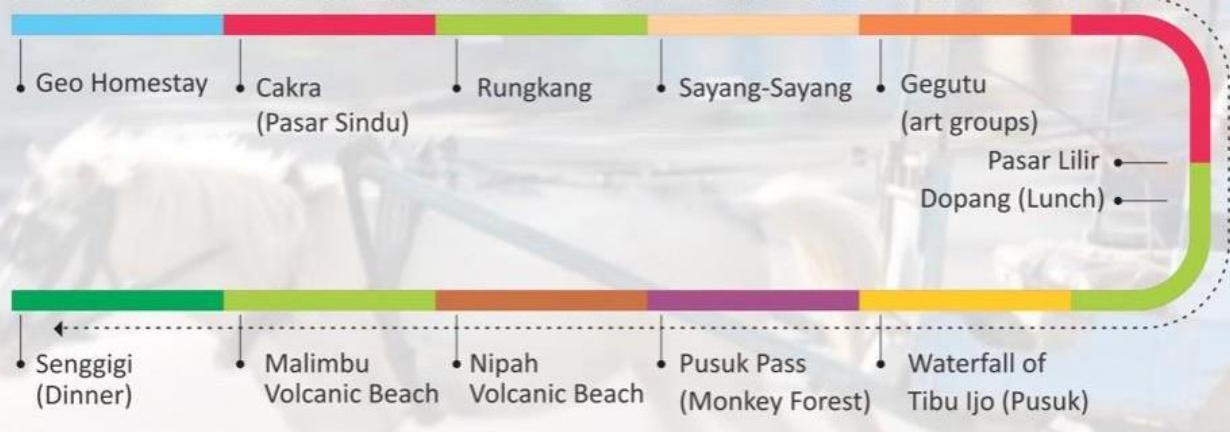 Geo Homestay
Cakra
(Pasar Sindu)
Rungkang
Sayang-Sayang
Gegutu
(art groups)
Pasar Lilir
Dopang (Lunch)
Waterfall of
Tibu Ijo (Pusuk)
Pusuk Pass
(Monkey Forest)
Nipah
Volcanic Beach
Malimbu
Volcanic Beach
Senggigi
(Dinner)